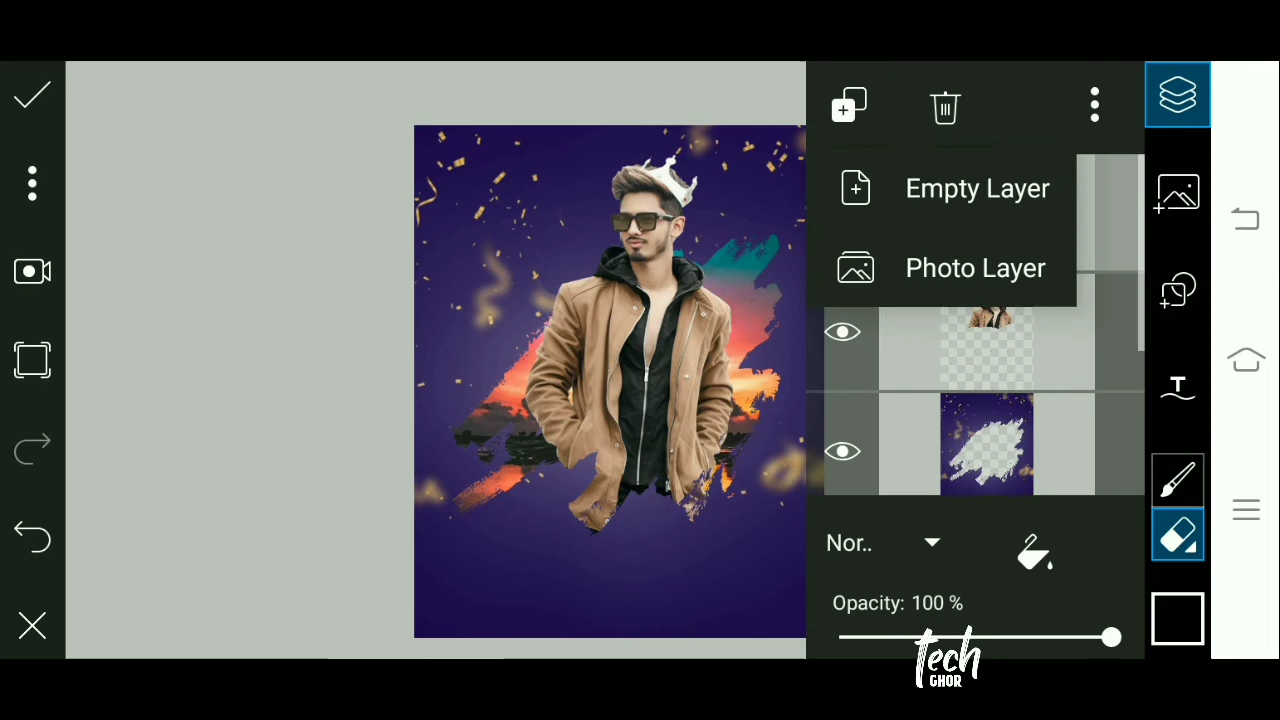 Empty Layer
Photo Layer
T
Nor..
Opacity: 100 %
tech
GHOR